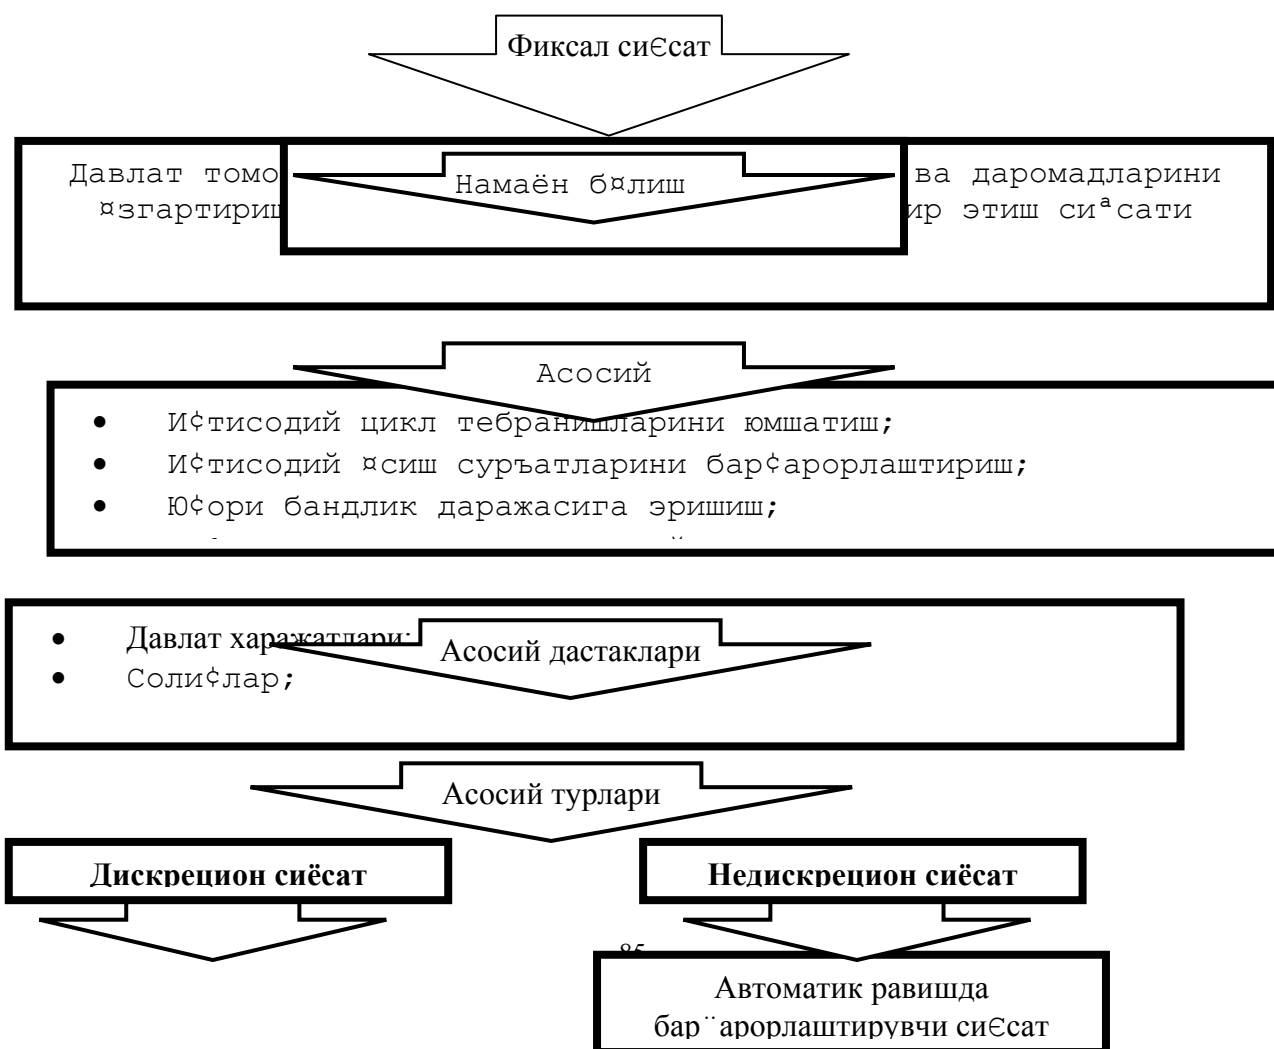 Фиксал сиЄсат
Давлат томо
Намаён б¤лиш
ва даромадларини
¤згартириш
ир этиш сиªсати
Асосий
• И¢тисодий цикл тебранишларини юмшатиш;
• И¢тисодий ¤сиш суръатларини бар¢арорлаштириш;
• Ю¢ори бандлик даражасига эришиш;
• Давлат харажатлари;
Асосий дастаклари
• Соли¢лар;
Асосий турлари
Дискрецион сиёсат
Недискрецион сиёсат
85
Автоматик равишда
бар¨арорлаштирувчи сиЄсат